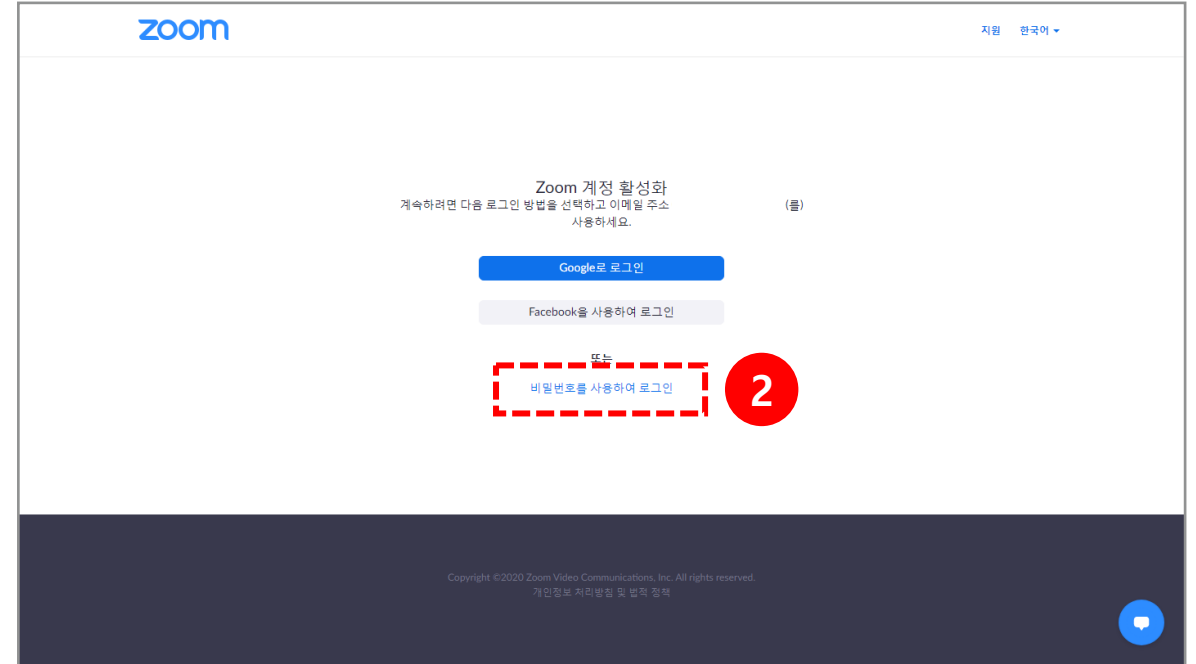 zoom
지원 한국어
Zoom 계정 활성화
계속하려면 다음 로그인 방법을 선택하고 이메일 주소 (를)
사용하세요.
Google로 로그인
Facebook을 사용하여 로그인
또는
비밀번호를 사용하여 로그인
2
Copyright ©2020 Zoom Video Communications, Inc. All rights reserved.
개인정보 처리방침 및 법적 정책